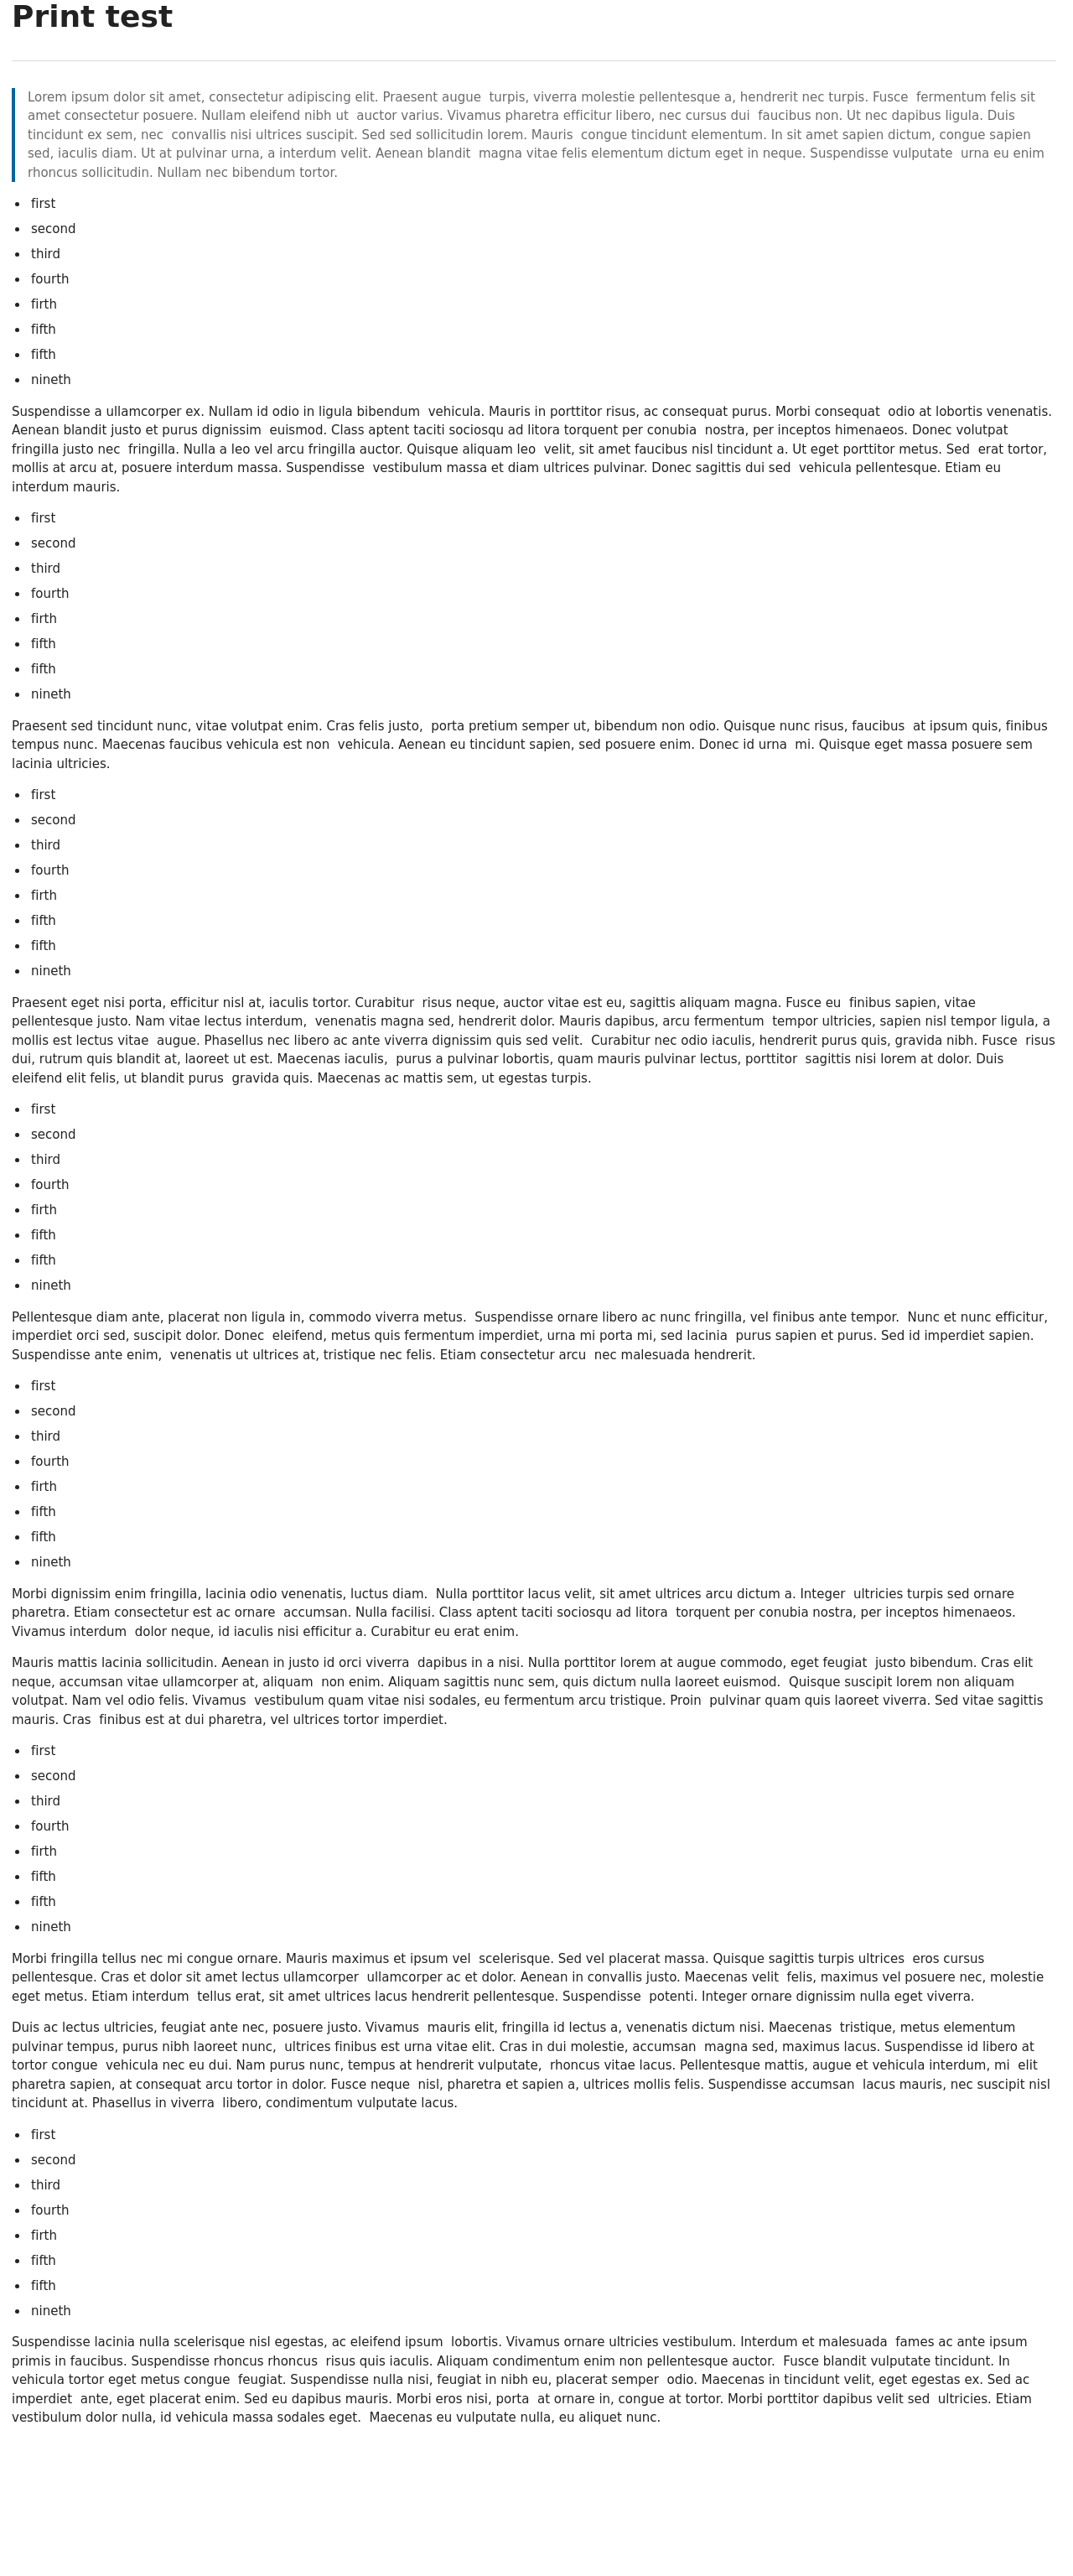 Print test
Lorem ipsum dolor sit amet, consectetur adipiscing elit. Praesent augue  turpis, viverra molestie pellentesque a, hendrerit nec turpis. Fusce  fermentum felis sit
amet consectetur posuere. Nullam eleifend nibh ut  auctor varius. Vivamus pharetra efficitur libero, nec cursus dui  faucibus non. Ut nec dapibus ligula. Duis
tincidunt ex sem, nec  convallis nisi ultrices suscipit. Sed sed sollicitudin lorem. Mauris  congue tincidunt elementum. In sit amet sapien dictum, congue sapien
sed, iaculis diam. Ut at pulvinar urna, a interdum velit. Aenean blandit  magna vitae felis elementum dictum eget in neque. Suspendisse vulputate  urna eu enim
rhoncus sollicitudin. Nullam nec bibendum tortor.
• first
• second
• third
• fourth
• firth
• fifth
• fifth
• nineth
Suspendisse a ullamcorper ex. Nullam id odio in ligula bibendum  vehicula. Mauris in porttitor risus, ac consequat purus. Morbi consequat  odio at lobortis venenatis.
Aenean blandit justo et purus dignissim  euismod. Class aptent taciti sociosqu ad litora torquent per conubia  nostra, per inceptos himenaeos. Donec volutpat
fringilla justo nec  fringilla. Nulla a leo vel arcu fringilla auctor. Quisque aliquam leo  velit, sit amet faucibus nisl tincidunt a. Ut eget porttitor metus. Sed  erat tortor,
mollis at arcu at, posuere interdum massa. Suspendisse  vestibulum massa et diam ultrices pulvinar. Donec sagittis dui sed  vehicula pellentesque. Etiam eu
interdum mauris.
• first
• second
• third
• fourth
• firth
• fifth
• fifth
• nineth
Praesent sed tincidunt nunc, vitae volutpat enim. Cras felis justo,  porta pretium semper ut, bibendum non odio. Quisque nunc risus, faucibus  at ipsum quis, finibus
tempus nunc. Maecenas faucibus vehicula est non  vehicula. Aenean eu tincidunt sapien, sed posuere enim. Donec id urna  mi. Quisque eget massa posuere sem
lacinia ultricies.
• first
• second
• third
• fourth
• firth
• fifth
• fifth
• nineth
Praesent eget nisi porta, efficitur nisl at, iaculis tortor. Curabitur  risus neque, auctor vitae est eu, sagittis aliquam magna. Fusce eu  finibus sapien, vitae
pellentesque justo. Nam vitae lectus interdum,  venenatis magna sed, hendrerit dolor. Mauris dapibus, arcu fermentum  tempor ultricies, sapien nisl tempor ligula, a
mollis est lectus vitae  augue. Phasellus nec libero ac ante viverra dignissim quis sed velit.  Curabitur nec odio iaculis, hendrerit purus quis, gravida nibh. Fusce  risus
dui, rutrum quis blandit at, laoreet ut est. Maecenas iaculis,  purus a pulvinar lobortis, quam mauris pulvinar lectus, porttitor  sagittis nisi lorem at dolor. Duis
eleifend elit felis, ut blandit purus  gravida quis. Maecenas ac mattis sem, ut egestas turpis.
• first
• second
• third
• fourth
• firth
• fifth
• fifth
• nineth
Pellentesque diam ante, placerat non ligula in, commodo viverra metus.  Suspendisse ornare libero ac nunc fringilla, vel finibus ante tempor.  Nunc et nunc efficitur,
imperdiet orci sed, suscipit dolor. Donec  eleifend, metus quis fermentum imperdiet, urna mi porta mi, sed lacinia  purus sapien et purus. Sed id imperdiet sapien.
Suspendisse ante enim,  venenatis ut ultrices at, tristique nec felis. Etiam consectetur arcu  nec malesuada hendrerit.
• first
• second
• third
• fourth
• firth
• fifth
• fifth
• nineth
Morbi dignissim enim fringilla, lacinia odio venenatis, luctus diam.  Nulla porttitor lacus velit, sit amet ultrices arcu dictum a. Integer  ultricies turpis sed ornare
pharetra. Etiam consectetur est ac ornare  accumsan. Nulla facilisi. Class aptent taciti sociosqu ad litora  torquent per conubia nostra, per inceptos himenaeos.
Vivamus interdum  dolor neque, id iaculis nisi efficitur a. Curabitur eu erat enim.
Mauris mattis lacinia sollicitudin. Aenean in justo id orci viverra  dapibus in a nisi. Nulla porttitor lorem at augue commodo, eget feugiat  justo bibendum. Cras elit
neque, accumsan vitae ullamcorper at, aliquam  non enim. Aliquam sagittis nunc sem, quis dictum nulla laoreet euismod.  Quisque suscipit lorem non aliquam
volutpat. Nam vel odio felis. Vivamus  vestibulum quam vitae nisi sodales, eu fermentum arcu tristique. Proin  pulvinar quam quis laoreet viverra. Sed vitae sagittis
mauris. Cras  finibus est at dui pharetra, vel ultrices tortor imperdiet.
• first
• second
• third
• fourth
• firth
• fifth
• fifth
• nineth
Morbi fringilla tellus nec mi congue ornare. Mauris maximus et ipsum vel  scelerisque. Sed vel placerat massa. Quisque sagittis turpis ultrices  eros cursus
pellentesque. Cras et dolor sit amet lectus ullamcorper  ullamcorper ac et dolor. Aenean in convallis justo. Maecenas velit  felis, maximus vel posuere nec, molestie
eget metus. Etiam interdum  tellus erat, sit amet ultrices lacus hendrerit pellentesque. Suspendisse  potenti. Integer ornare dignissim nulla eget viverra.
Duis ac lectus ultricies, feugiat ante nec, posuere justo. Vivamus  mauris elit, fringilla id lectus a, venenatis dictum nisi. Maecenas  tristique, metus elementum
pulvinar tempus, purus nibh laoreet nunc,  ultrices finibus est urna vitae elit. Cras in dui molestie, accumsan  magna sed, maximus lacus. Suspendisse id libero at
tortor congue  vehicula nec eu dui. Nam purus nunc, tempus at hendrerit vulputate,  rhoncus vitae lacus. Pellentesque mattis, augue et vehicula interdum, mi  elit
pharetra sapien, at consequat arcu tortor in dolor. Fusce neque  nisl, pharetra et sapien a, ultrices mollis felis. Suspendisse accumsan  lacus mauris, nec suscipit nisl
tincidunt at. Phasellus in viverra  libero, condimentum vulputate lacus.
• first
• second
• third
• fourth
• firth
• fifth
• fifth
• nineth
Suspendisse lacinia nulla scelerisque nisl egestas, ac eleifend ipsum  lobortis. Vivamus ornare ultricies vestibulum. Interdum et malesuada  fames ac ante ipsum
primis in faucibus. Suspendisse rhoncus rhoncus  risus quis iaculis. Aliquam condimentum enim non pellentesque auctor.  Fusce blandit vulputate tincidunt. In
vehicula tortor eget metus congue  feugiat. Suspendisse nulla nisi, feugiat in nibh eu, placerat semper  odio. Maecenas in tincidunt velit, eget egestas ex. Sed ac
imperdiet  ante, eget placerat enim. Sed eu dapibus mauris. Morbi eros nisi, porta  at ornare in, congue at tortor. Morbi porttitor dapibus velit sed  ultricies. Etiam
vestibulum dolor nulla, id vehicula massa sodales eget.  Maecenas eu vulputate nulla, eu aliquet nunc.